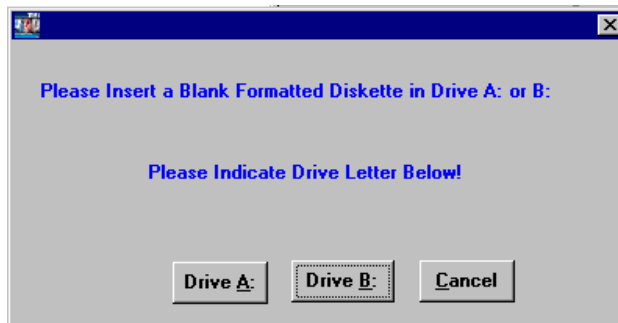 Please Insert a Blank Formatted Diskette in Drive A: or B:
Please Indicate Drive Letter Below!
Drive A: Drive B: Cancel